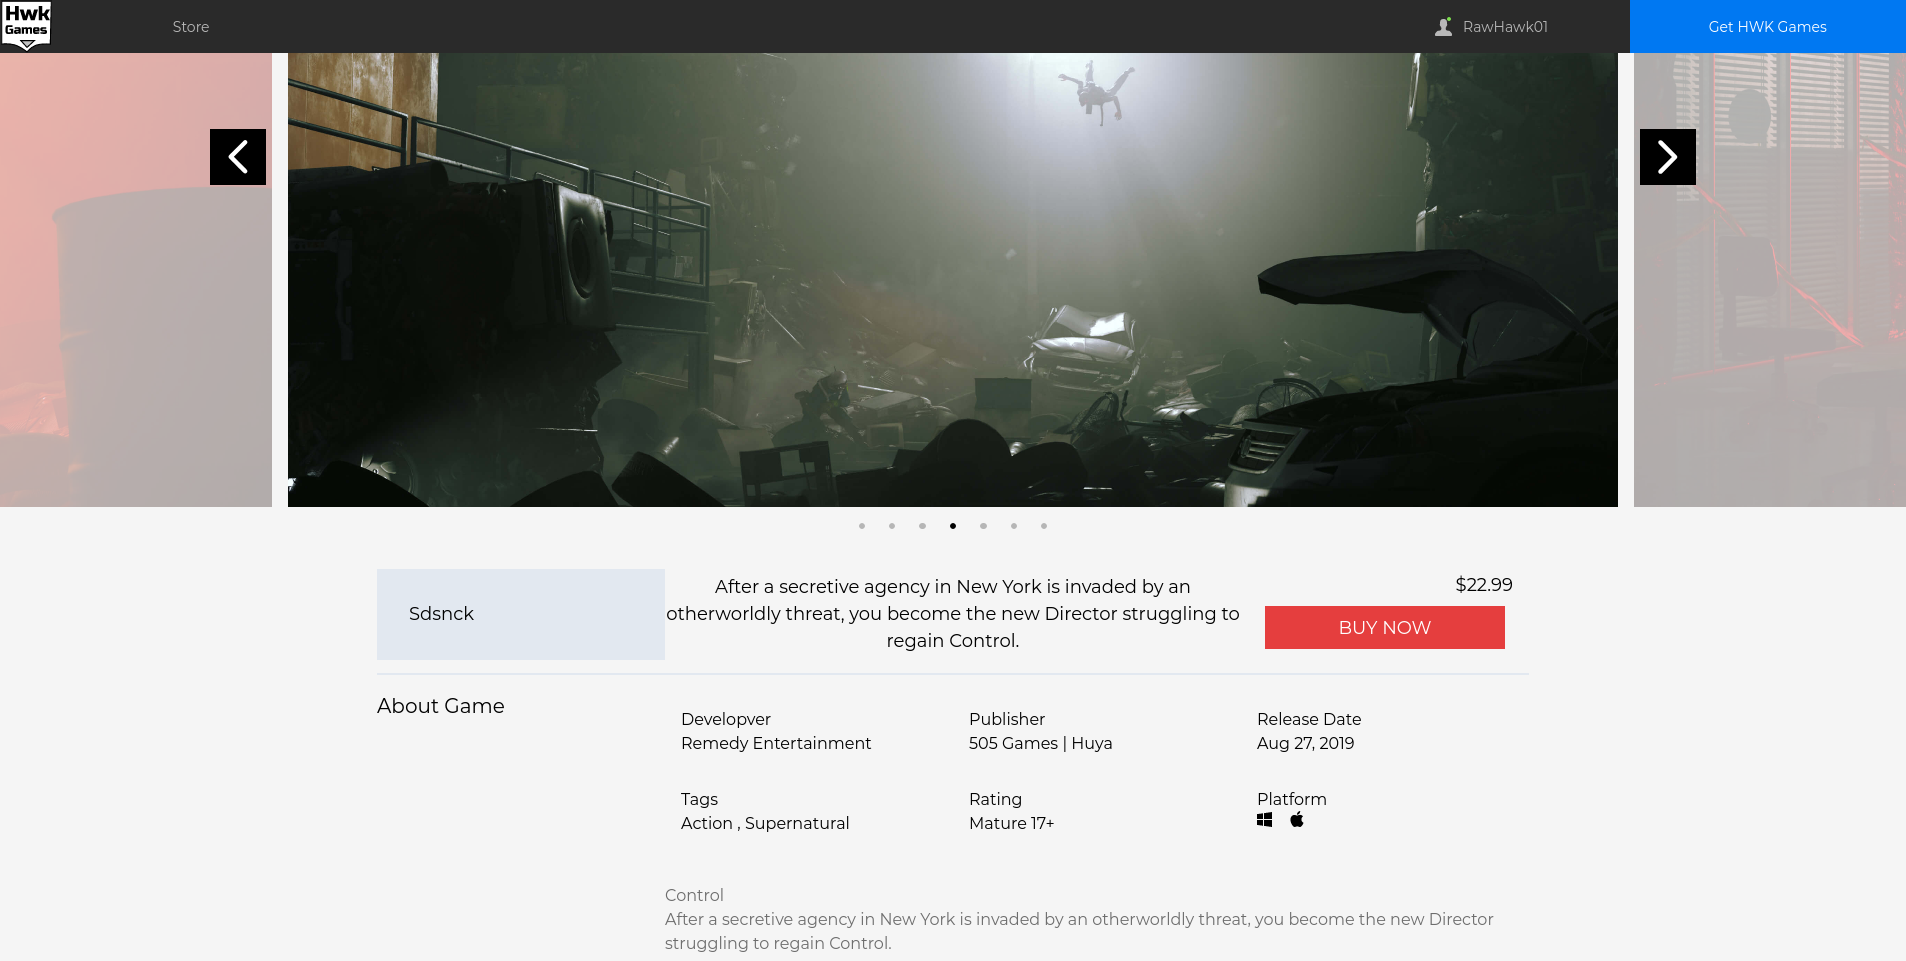 Hwk
Games
Store
RawHawk01
Get HWK Games
Sdsnck
After a secretive agency in New York is invaded by an
otherworldly threat, you become the new Director struggling to
regain Control.
$22.99
BUY NOW
About Game
Developver
Remedy Entertainment
Publisher
505 Games | Huya
Release Date
Aug 27, 2019
Tags
Action , Supernatural
Rating
Mature 17+
Platform
Control
After a secretive agency in New York is invaded by an otherworldly threat, you become the new Director
struggling to regain Control.